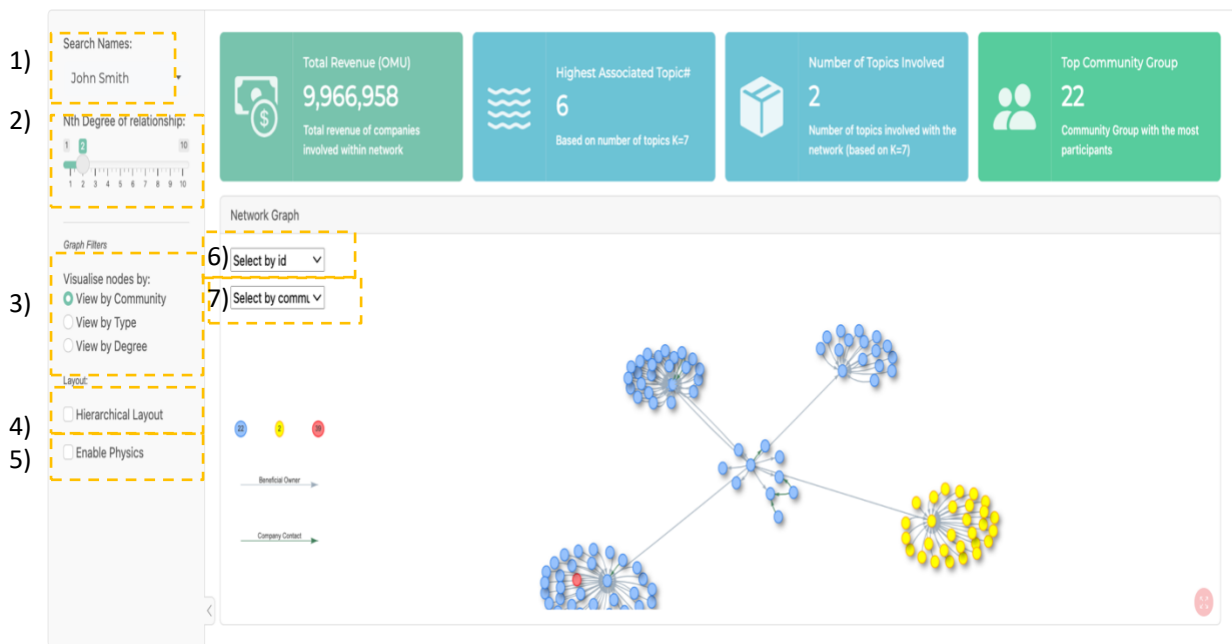 1)
Search Names:
John Smith
2)
Nth Degree of relationship:
1 2 10
1 2 3 4 5 6 7 8 9 10
Graph Filters
3)
Visualise nodes by:
View by Community
View by Type
View by Degree
Layout:
4)
Hierarchical Layout
5)
Enable Physics
Total Revenue (OMU)
9,966,958
Total revenue of companies
involved within network
$
Highest Associated Topic#
6
Based on number of topics K=7
Number of Topics Involved
2
Number of topics involved with the
network (based on K=7)
Top Community Group
22
Community Group with the most
participants
Network Graph
6)
Select by id
7)
Select by commu
22 2 39
Beneficial Owner
Company Contact